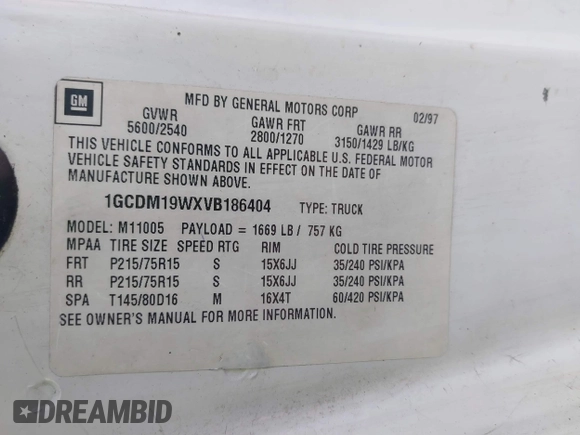 GM
MFD BY GENERAL MOTORS CORP 02/97
GVWR GAWR FRT GAWR RR
5600/2540 2800/1270 3150/1429 LB/KG
THIS VEHICLE CONFORMS TO ALL APPLICABLE U.S. FEDERAL MOTOR
VEHICLE SAFETY STANDARDS IN EFFECT ON THE DATE OF
MANUFACTURE SHOWN ABOVE.
1GCDM19WXVB186404 TYPE: TRUCK
MODEL: M11005 PAYLOAD = 1669 LB / 757 KG
MPAA TIRE SIZE SPEED RTG RIM COLD TIRE PRESSURE
FRT P215/75R15 S 15X6JJ 35/240 PSI/KPA
RR P215/75R15 S 15X6JJ 35/240 PSI/KPA
SPA T145/80D16 M 16X4T 60/420 PSI/KPA
SEE OWNER'S MANUAL FOR MORE INFORMATION.
DREAMBID